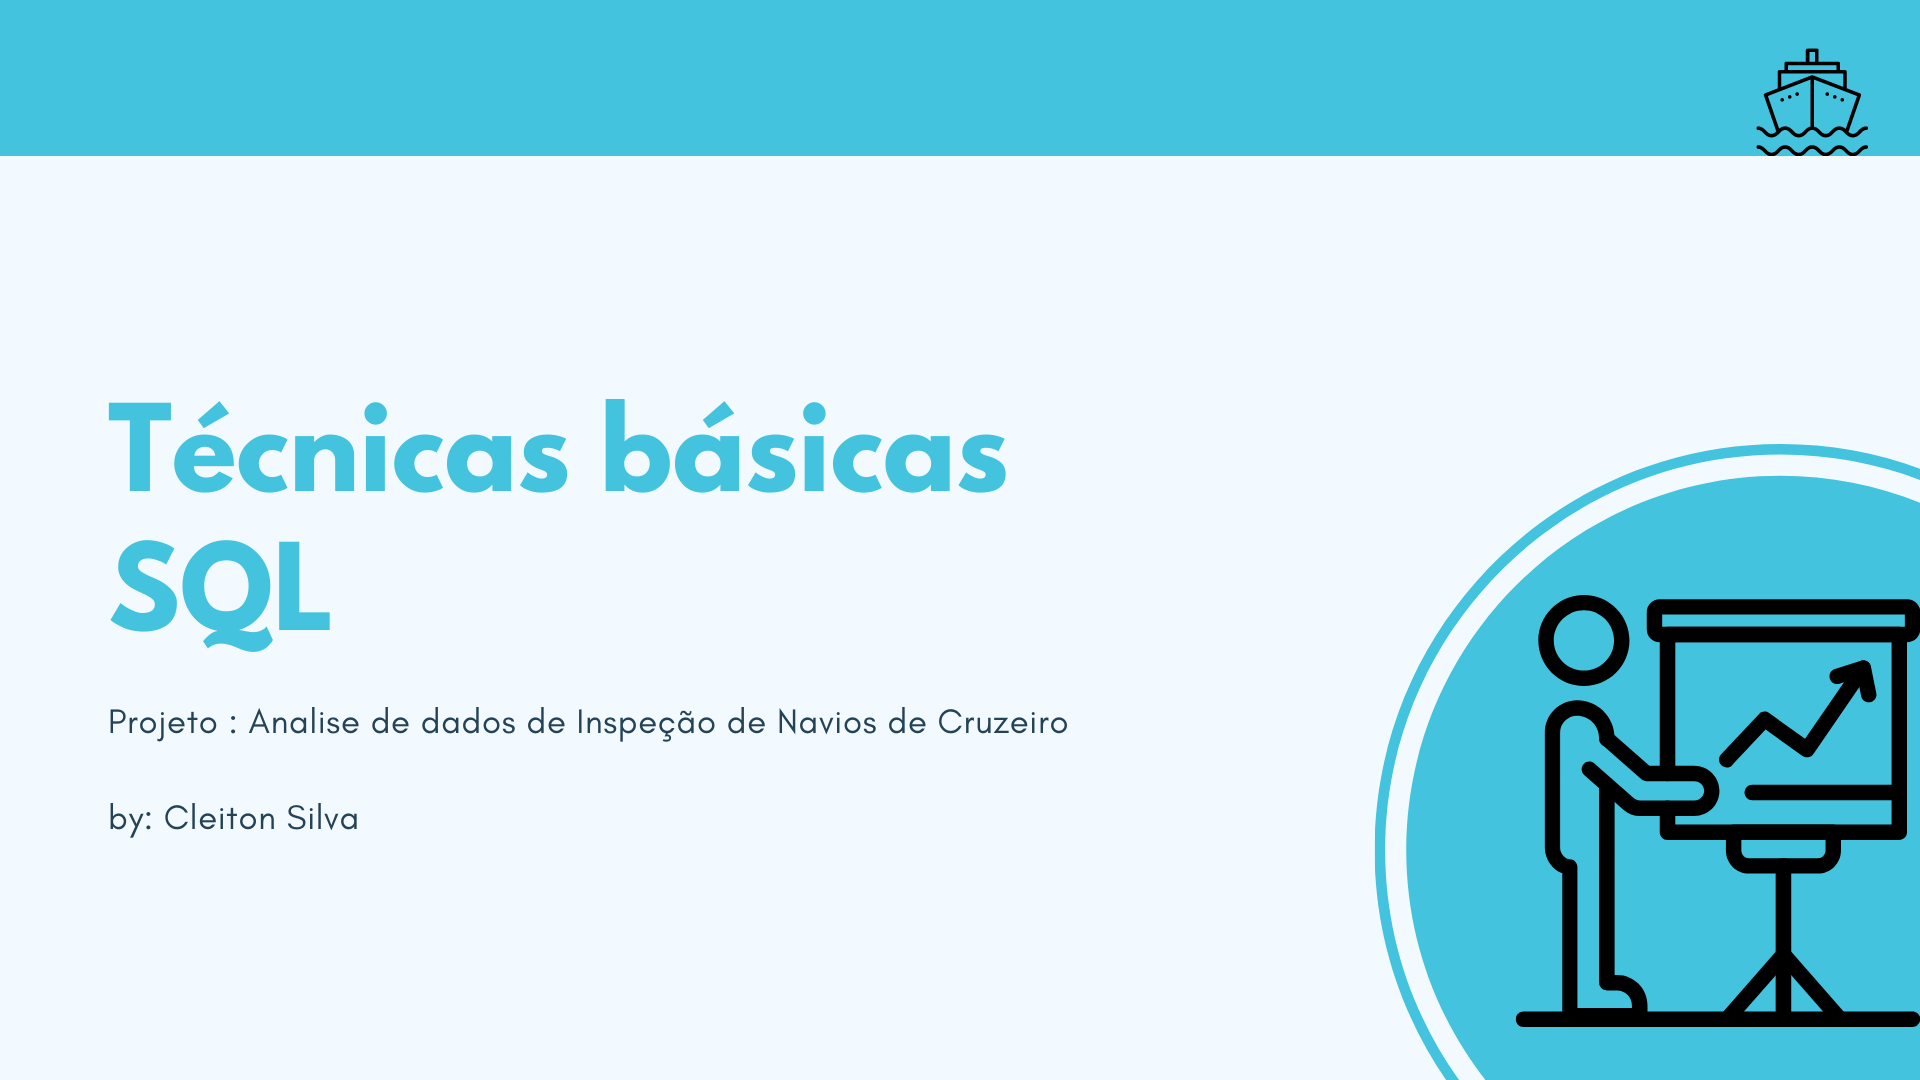 Técnicas básicas
SQL
Projeto : Analise de dados de Inspeção de Navios de Cruzeiro
by: Cleiton Silva